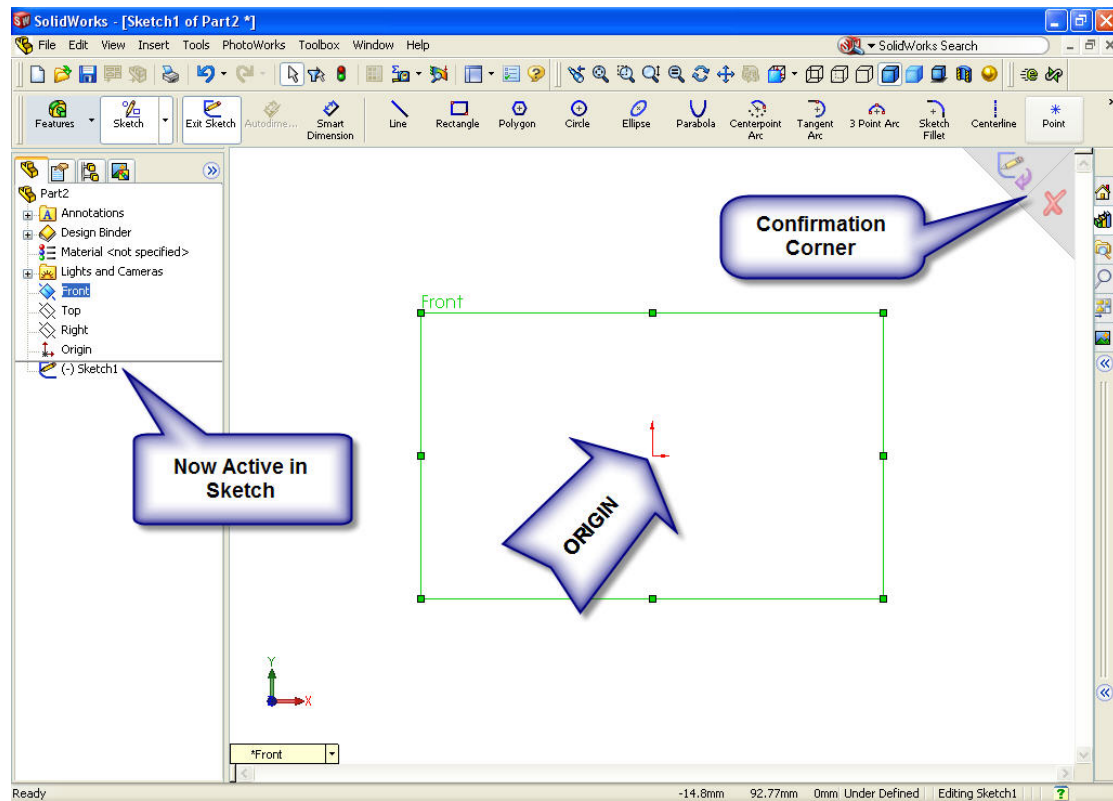 SolidWorks - [Sketch1 of Part2 *]
File Edit View Insert Tools PhotoWorks Toolbox Window Help
SolidWorks Search
Features
Sketch
Exit Sketch
Autodime...
Smart
Dimension
Line
Rectangle
Polygon
Circle
Ellipse
Parabola
Centerpoint
Arc
Tangent
Arc
3 Point Arc
Sketch
Fillet
Centerline
Point
Part2
Annotations
Design Binder
Material <not specified>
Lights and Cameras
Front
Top
Right
Origin
(-) Sketch1
Now Active in
Sketch
Confirmation
Corner
Front
ORIGIN
Y
X
*Front
Ready
-14.8mm 92.77mm 0mm Under Defined Editing Sketch1